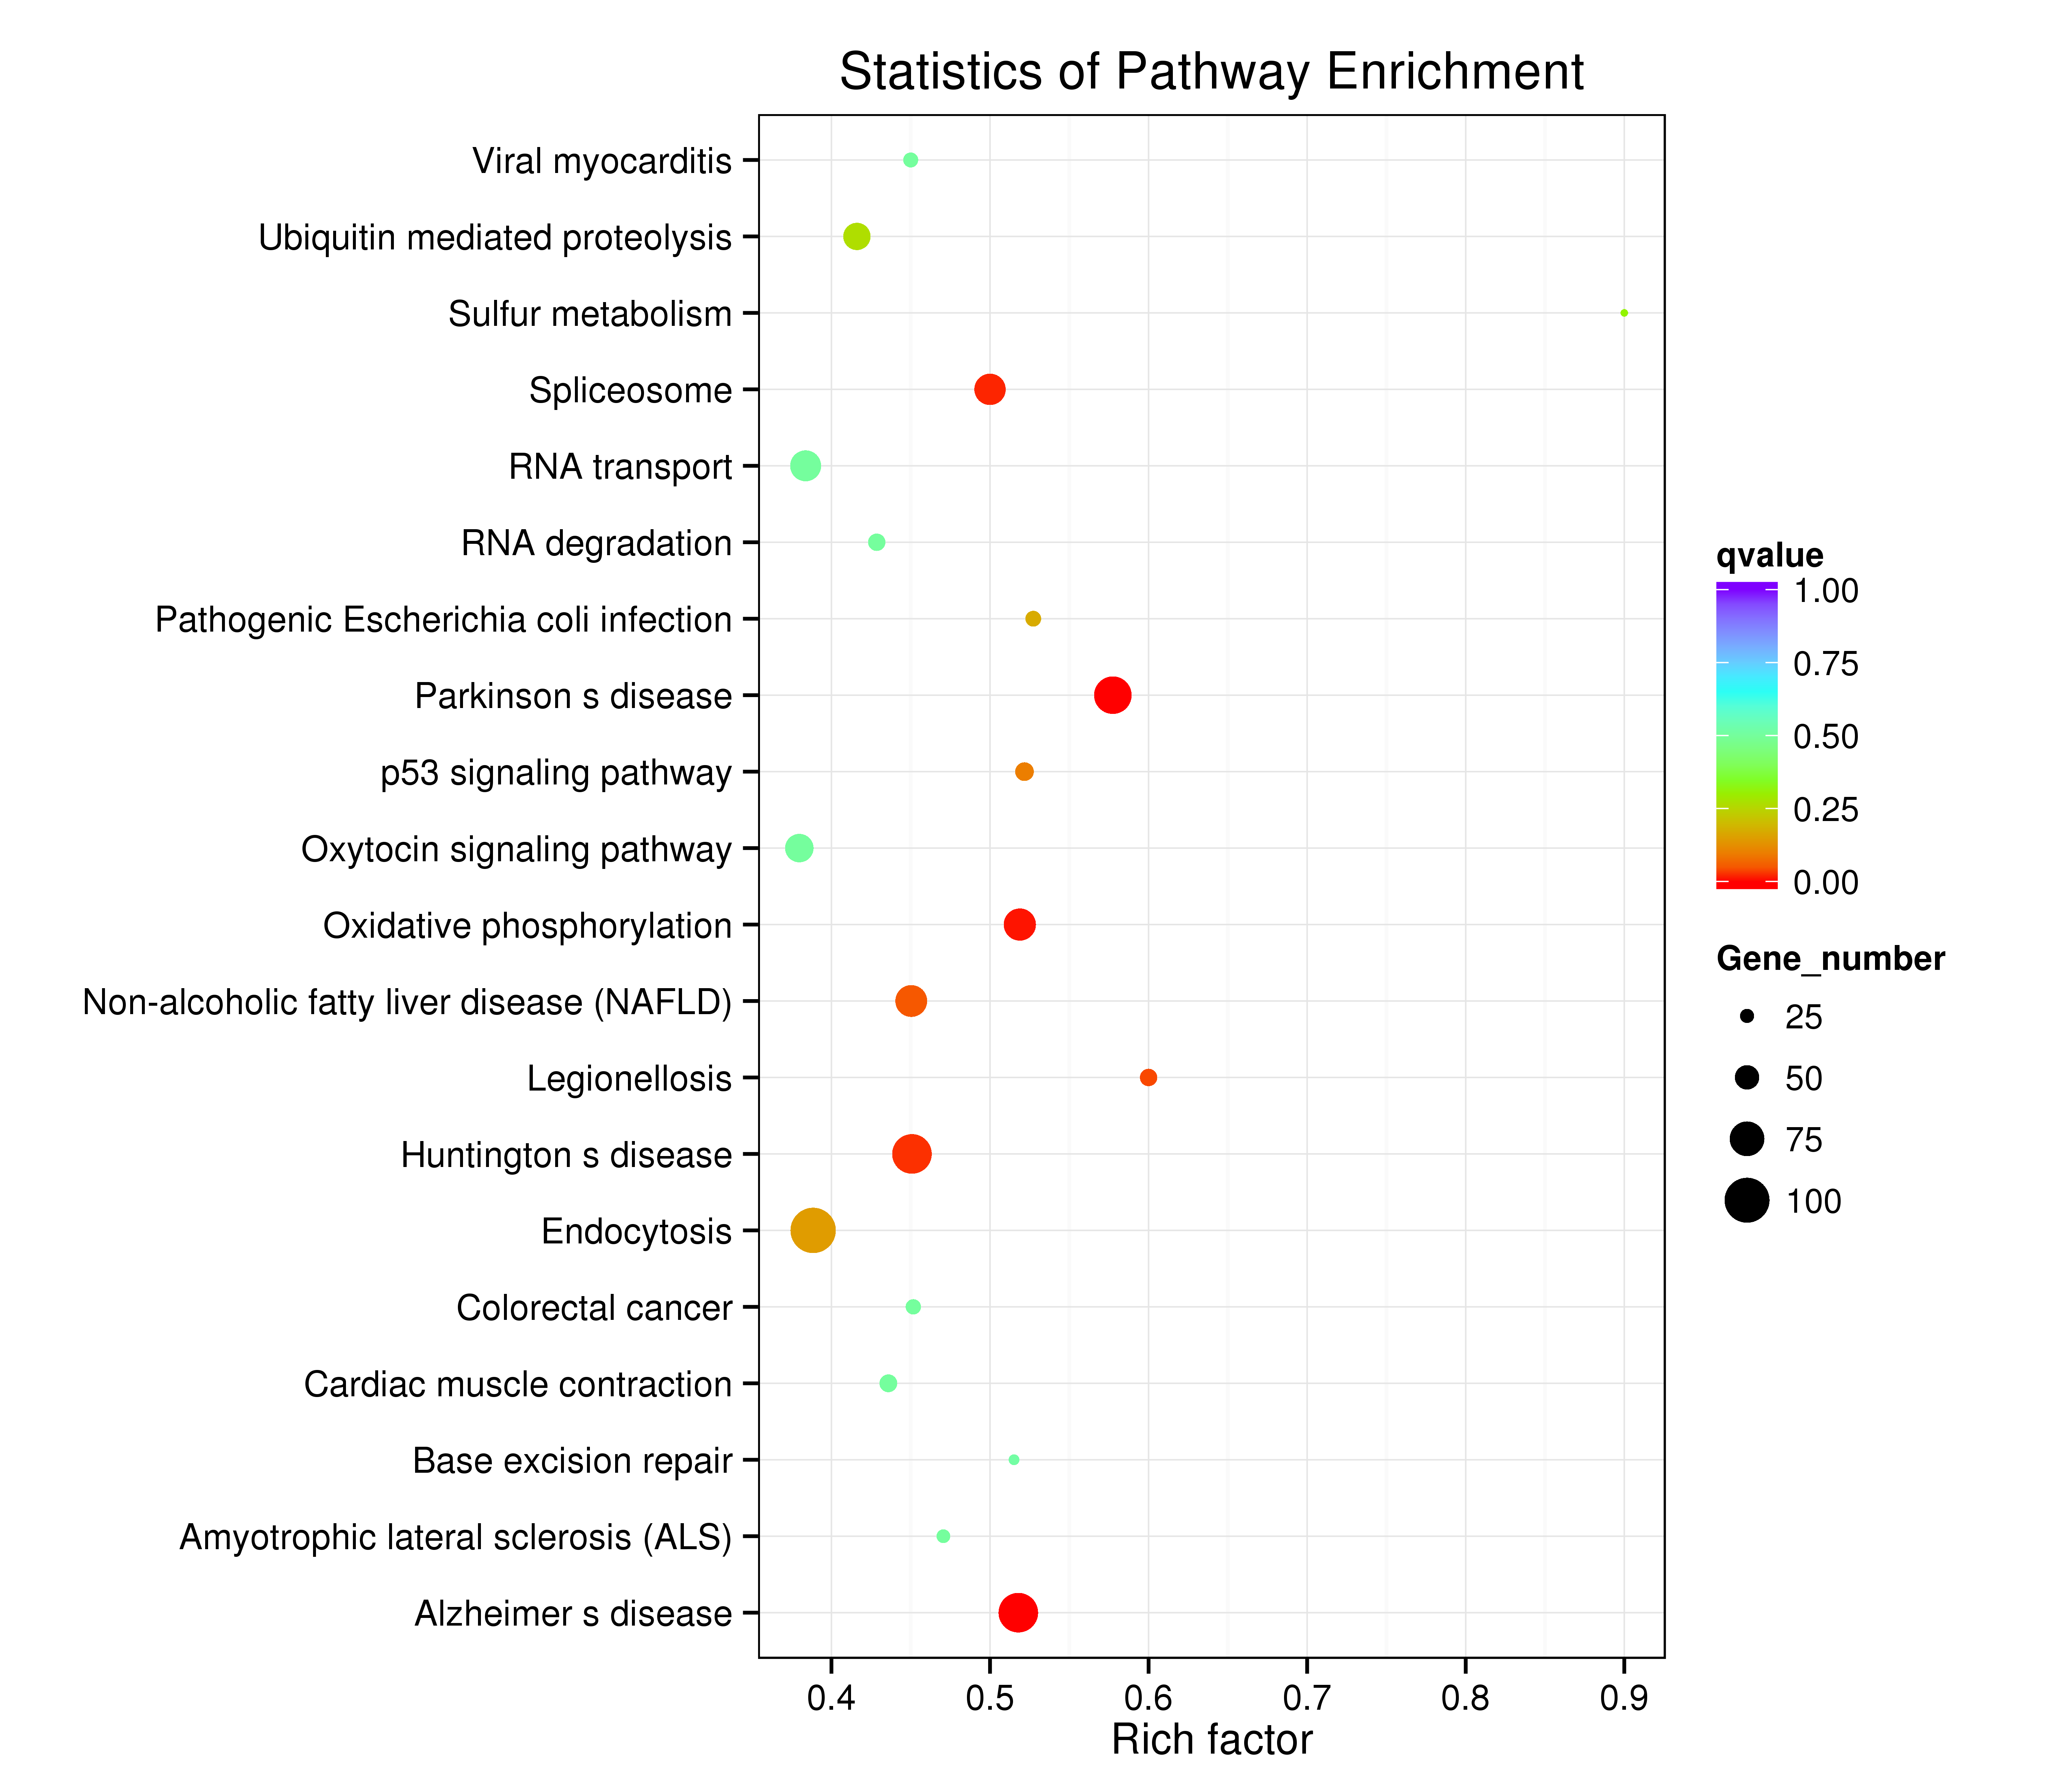 Statistics of Pathway Enrichment
Viral myocarditis
Ubiquitin mediated proteolysis
Sulfur metabolism
Spliceosome
RNA transport
RNA degradation
Pathogenic Escherichia coli infection
Parkinson s disease
p53 signaling pathway
Oxytocin signaling pathway
Oxidative phosphorylation
Non-alcoholic fatty liver disease (NAFLD)
Legionellosis
Huntington s disease
Endocytosis
Colorectal cancer
Cardiac muscle contraction
Base excision repair
Amyotrophic lateral sclerosis (ALS)
Alzheimer s disease
0.4 0.5 0.6 0.7 0.8 0.9
Rich factor
qvalue
1.00
0.75
0.50
0.25
0.00
Gene_number
25
50
75
100